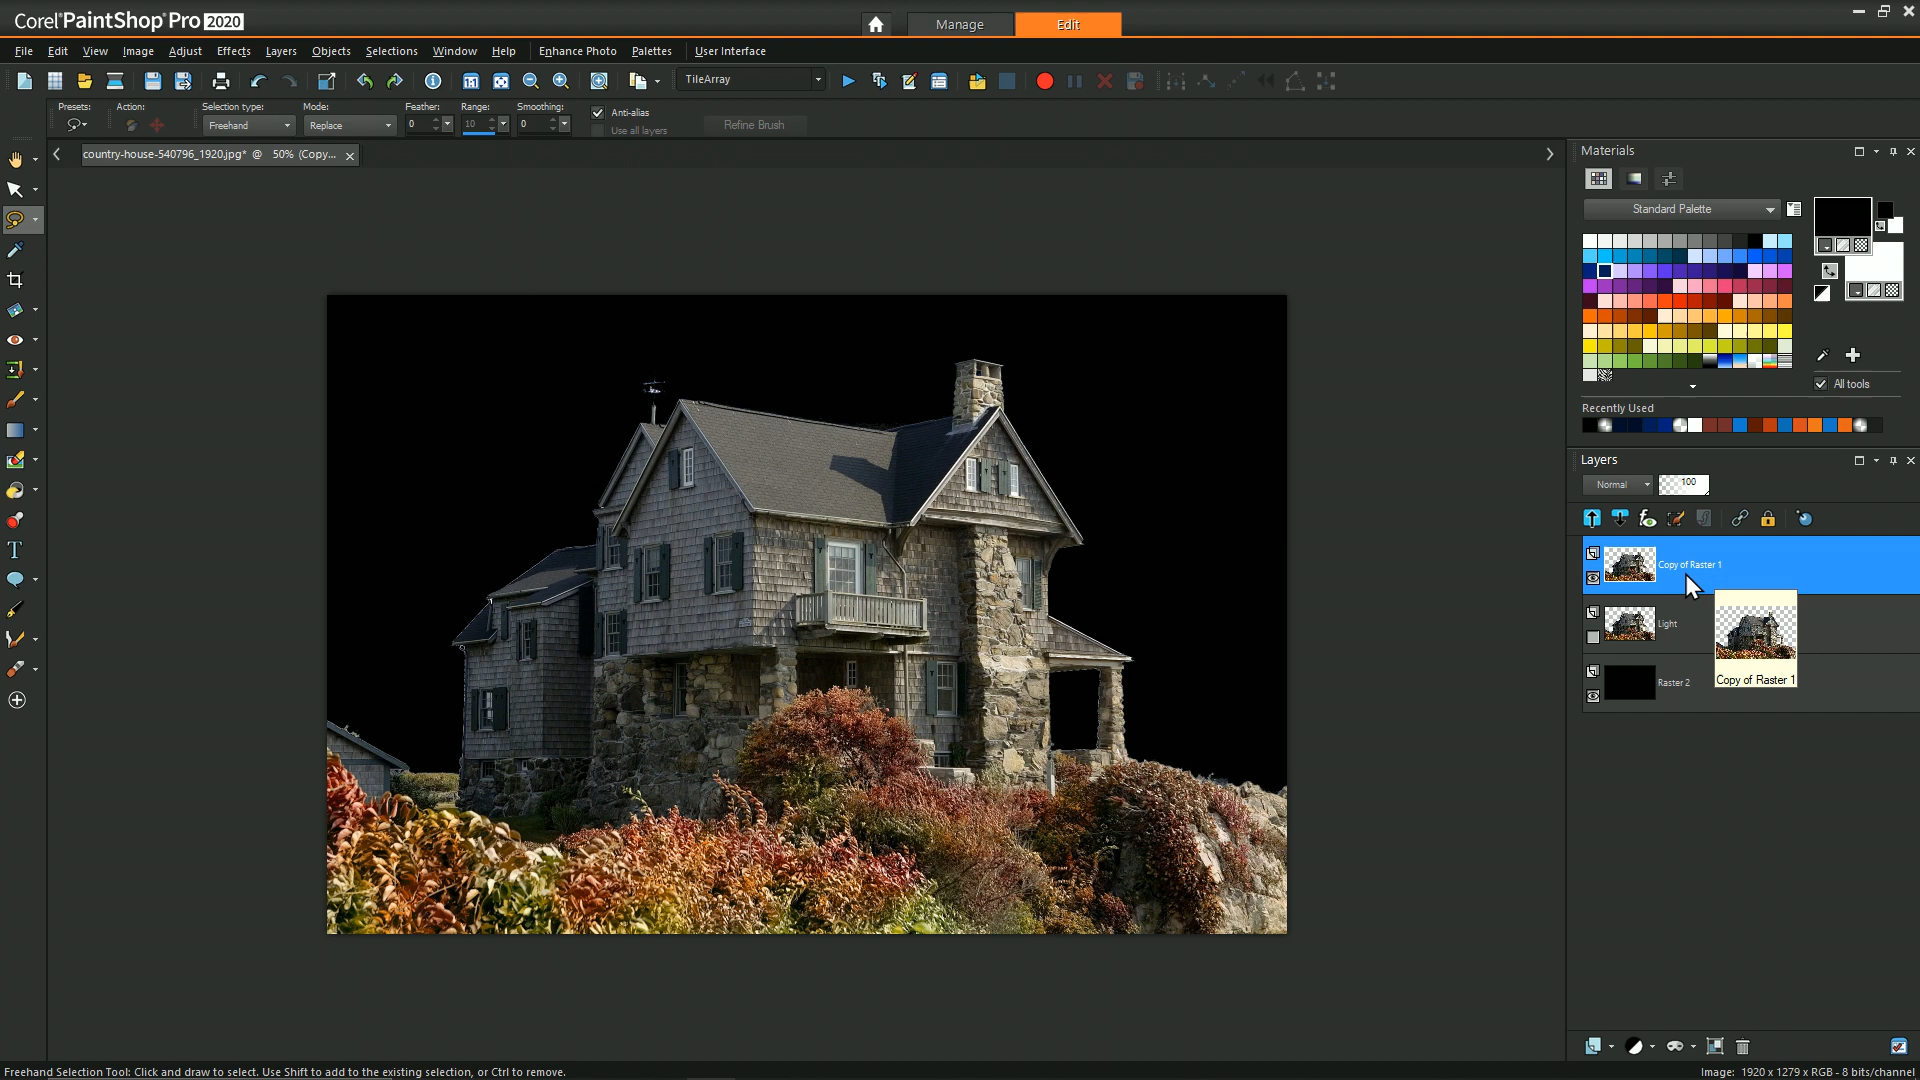 Corel PaintShop Pro 2020
Manage
Edit
File Edit View Image Adjust Effects Layers Objects Selections Window Help Enhance Photo Palettes User Interface
1:1
TileArray
Presets: Action: Selection type: Mode: Feather: Range: Smoothing:
Anti-alias
Freehand Replace 0 10 0
Use all layers
Refine Brush
country-house-540796_1920.jpg* @ 50% (Copy...
Materials
Standard Palette
All tools
Recently Used
Layers
Normal 100
Copy of Raster 1
Light
Raster 2
Copy of Raster 1
T
Freehand Selection Tool: Click and draw to select. Use Shift to add to the existing selection, or Ctrl to remove.
Image: 1920 x 1279 x RGB - 8 bits/channel